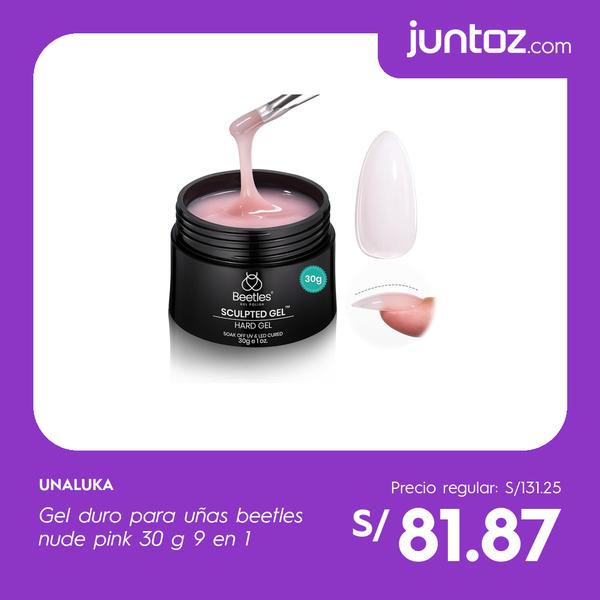 juntoz.com
30g
Beetles®
GEL POLISH
SCULPTED GEL™
HARD GEL
SOAK OFF UV & LED CURED
30g e 1 oz.
UNALUKA
Gel duro para uñas beetles
nude pink 30 g 9 en 1
Precio regular: S/131.25
S/ 81.87